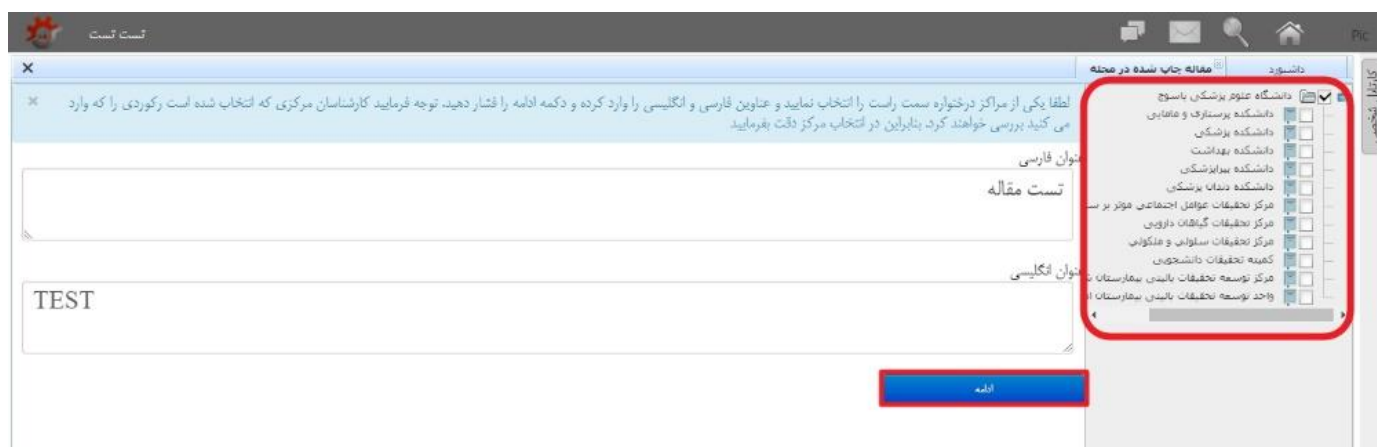 تست تست
Pic
داشبورد
مقاله چاپ شده در مجله
دانشگاه علوم پزشکی یاسوج
دانشکده پرستاری و مامایی
دانشکده پزشکی
دانشکده بهداشت
دانشکده پیراپزشکی
دانشکده دندان پزشکی
مرکز تحقیقات عوامل اجتماعی موثر بر سـ
مرکز تحقیقات گیاهان دارویی
مرکز تحقیقات سلولی و ملکولی
کمیته تحقیقات دانشجویی
مرکز توسعه تحقیقات بالینی بیمارستان
واحد توسعه تحقیقات بالینی بیمارستان
لطفا یکی از مراکز درختواره سمت راست را انتخاب نمایید و عناوین فارسی و انگلیسی را وارد کرده و دکمه ادامه را فشار دهید. توجه فرمایید کارشناسان مرکزی که انتخاب شده است رکوردی را که وارد
می کنید بررسی خواهند کرد. بنابراین در انتخاب مرکز دقت بفرمایید
عنوان فارسی
تست مقاله
عنوان انگلیسی
TEST
ادامه